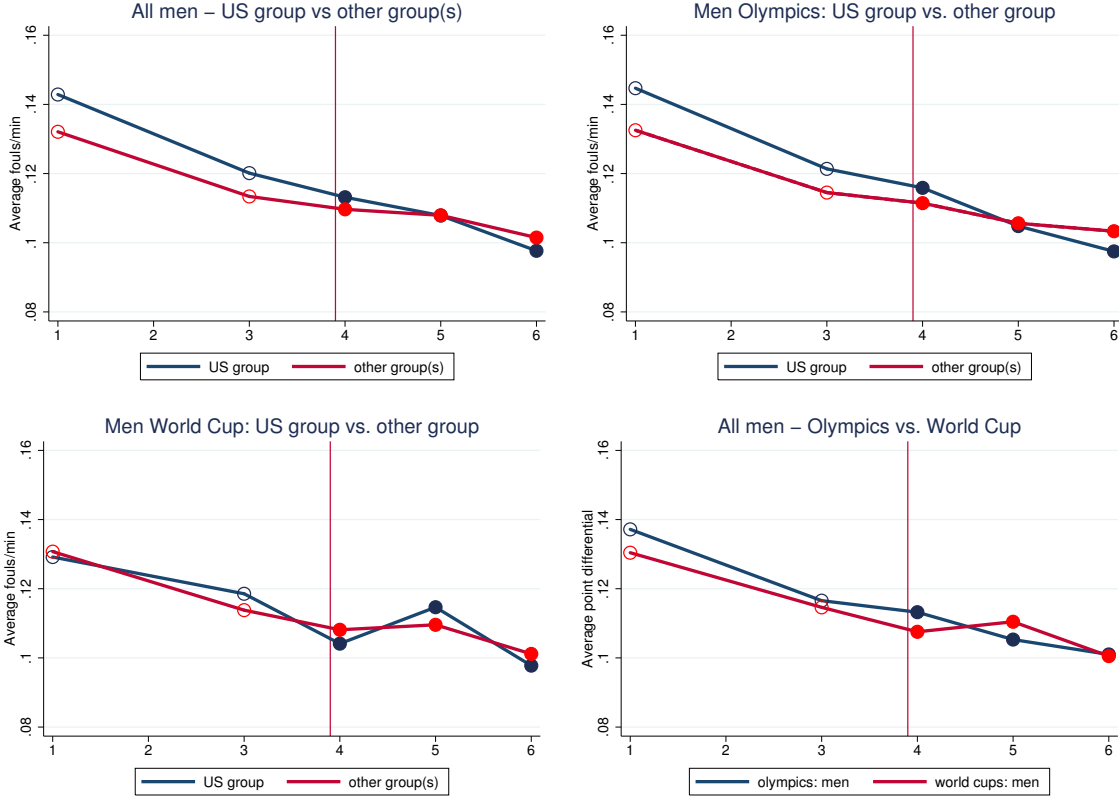 All men – US group vs other group(s)
Average fouls/min
.16
.14
.12
.1
.08
1 2 3 4 5 6
US group other group(s)
Men Olympics: US group vs. other group
Average fouls/min
.16
.14
.12
.1
.08
1 2 3 4 5 6
US group other group(s)
Men World Cup: US group vs. other group
Average fouls/min
.16
.14
.12
.1
.08
1 2 3 4 5 6
US group other group(s)
All men – Olympics vs. World Cup
Average point differential
.16
.14
.12
.1
.08
1 2 3 4 5 6
olympics: men world cups: men